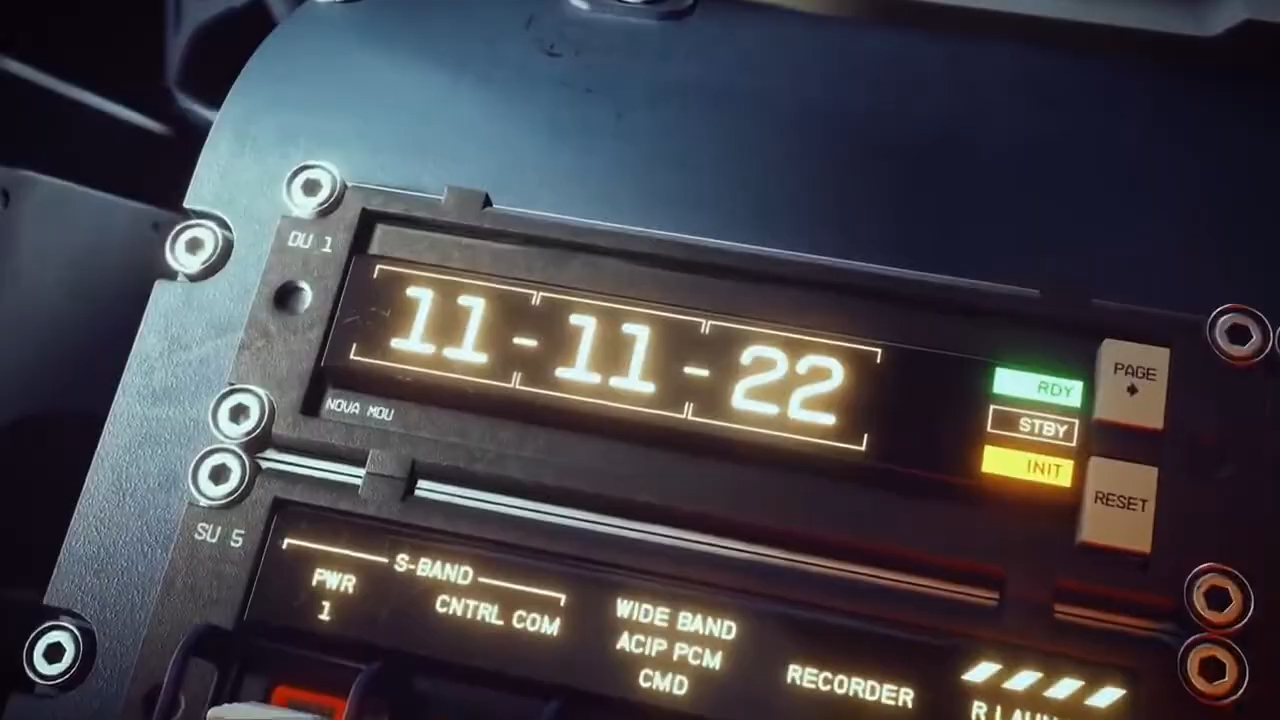 DU 1
11-11-22
RDY
STBY
INIT
PAGE
RESET
NOVA MDU
SU 5
S-BAND
PWR
1
CNTRL COM
WIDE BAND
ACIP PCM
CMD
RECORDER